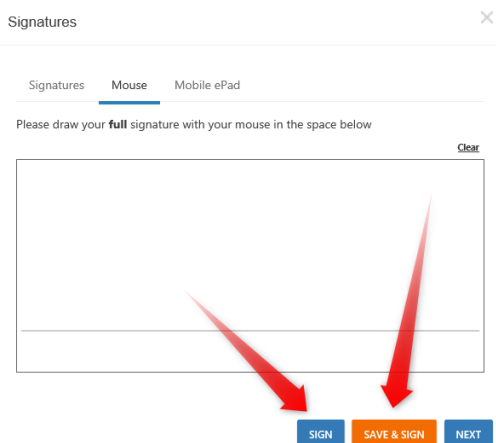 Signatures
Signatures Mouse Mobile ePad
Please draw your full signature with your mouse in the space below
Clear
SIGN SAVE & SIGN NEXT